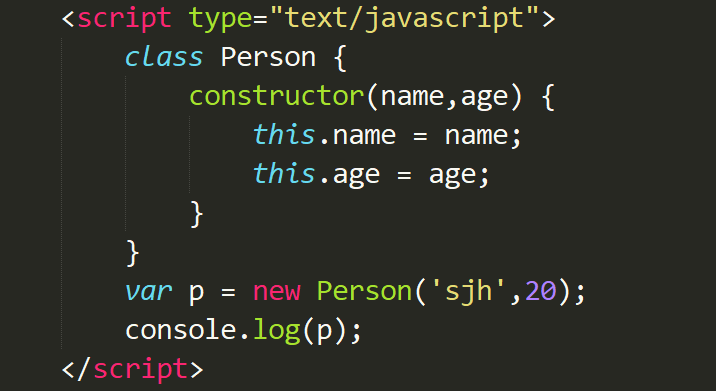 <script type="text/javascript">
    class Person {
        constructor(name,age) {
            this.name = name;
            this.age = age;
        }
    }
    var p = new Person('sjh',20);
    console.log(p);
</script>